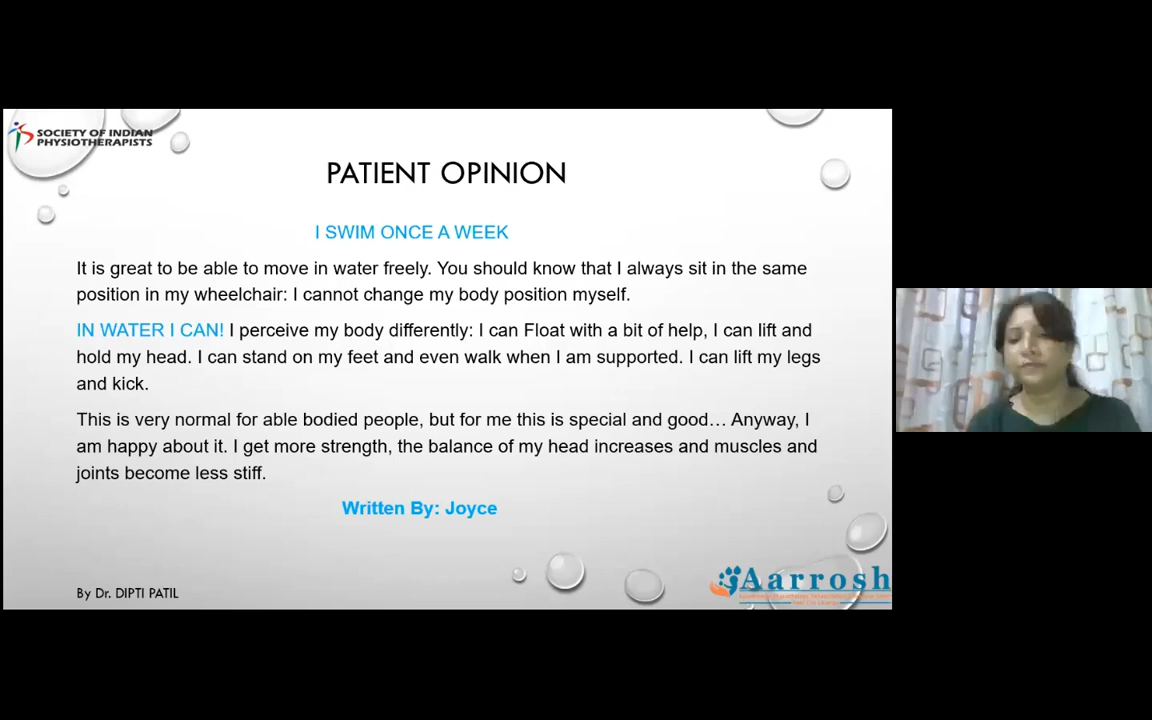 SOCIETY OF INDIAN
PHYSIOTHERAPISTS
PATIENT OPINION
I SWIM ONCE A WEEK
It is great to be able to move in water freely. You should know that I always sit in the same
position in my wheelchair: I cannot change my body position myself.
IN WATER I CAN! I perceive my body differently: I can Float with a bit of help, I can lift and
hold my head. I can stand on my feet and even walk when I am supported. I can lift my legs
and kick.
This is very normal for able bodied people, but for me this is special and good… Anyway, I
am happy about it. I get more strength, the balance of my head increases and muscles and
joints become less stiff.
Written By: Joyce
By Dr. DIPTI PATIL
Aarrosh